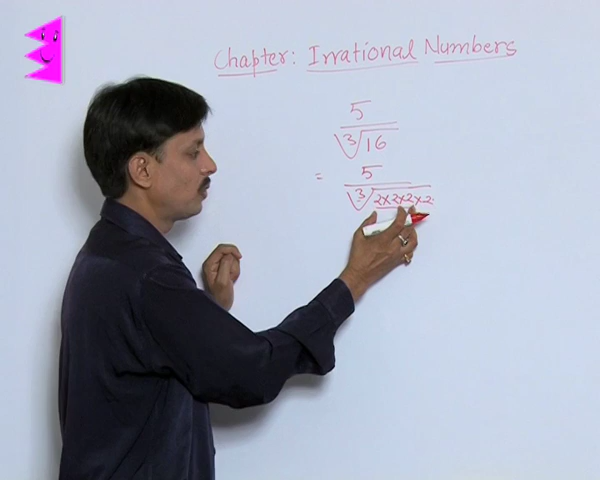 Chapter: Irrational Numbers
5
∛16
= 5
∛2×2×2×2